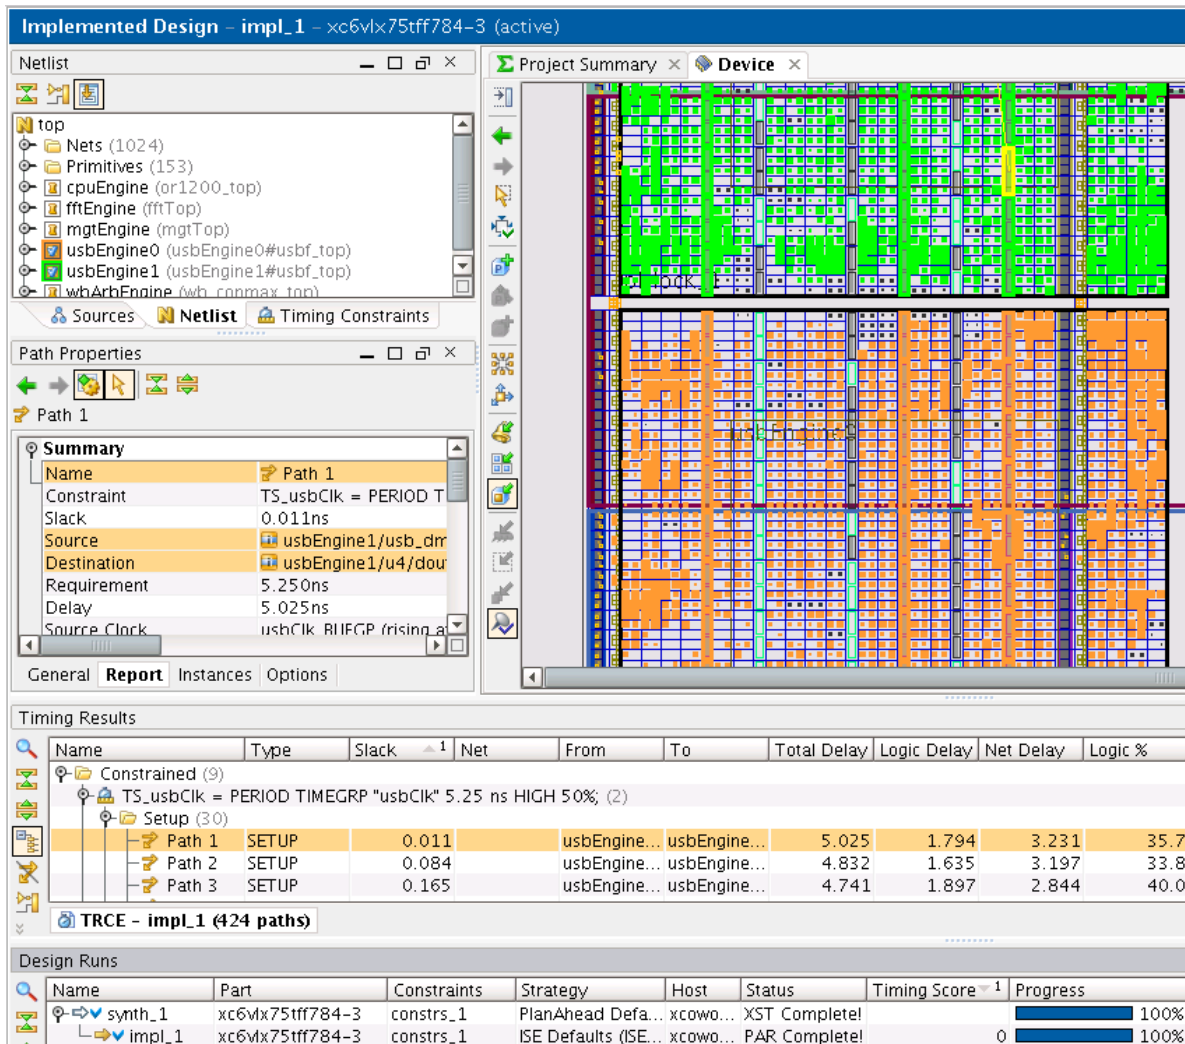 Implemented Design - impl_1 - xc6vlx75tff784-3 (active)
Netlist
top
Nets (1024)
Primitives (153)
cpuEngine (or1200_top)
fftEngine (fftTop)
mgtEngine (mgtTop)
usbEngine0 (usbEngine0#usbf_top)
usbEngine1 (usbEngine1#usbf_top)
wbArbEngine (wb_conmax_top)
Sources Netlist Timing Constraints
Path Properties
Path 1
Summary
Name Path 1
Constraint TS_usbClk = PERIOD T
Slack 0.011ns
Source usbEngine1/usb_dm
Destination usbEngine1/u4/dou
Requirement 5.250ns
Delay 5.025ns
Source Clock usbClk_BUFGP (rising a
General Report Instances Options
Project Summary Device
usbEngine0
Timing Results
Name Type Slack 1 Net From To Total Delay Logic Delay Net Delay Logic %
Constrained (9)
TS_usbClk = PERIOD TIMEGRP "usbClk" 5.25 ns HIGH 50%; (2)
Setup (30)
Path 1 SETUP 0.011 usbEngine... usbEngine... 5.025 1.794 3.231 35.7
Path 2 SETUP 0.084 usbEngine... usbEngine... 4.832 1.635 3.197 33.8
Path 3 SETUP 0.165 usbEngine... usbEngine... 4.741 1.897 2.844 40.0
TRCE - impl_1 (424 paths)
Design Runs
Name Part Constraints Strategy Host Status Timing Score 1 Progress
synth_1 xc6vlx75tff784-3 constrs_1 PlanAhead Defa... xcowo... XST Complete! 100%
impl_1 xc6vlx75tff784-3 constrs_1 ISE Defaults (ISE... xcowo... PAR Complete! 0 100%